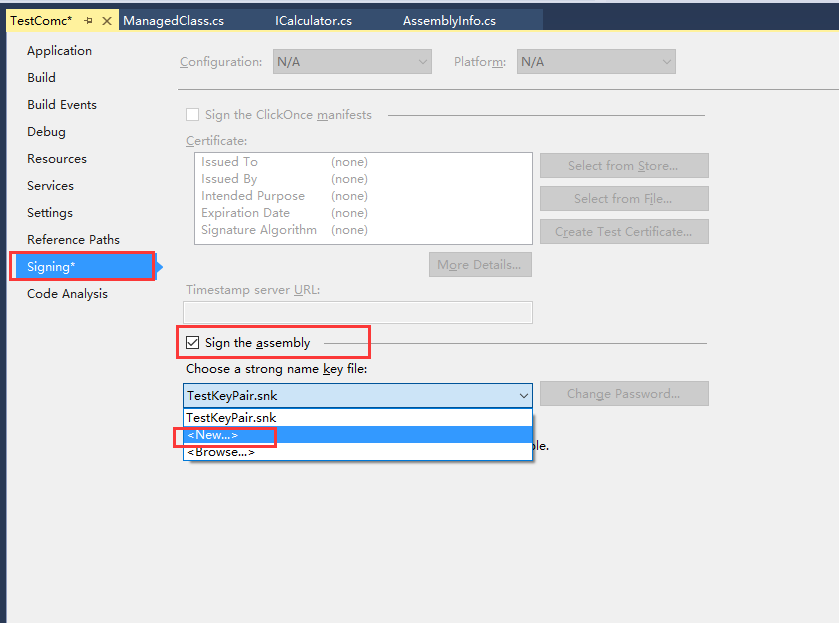 TestComc* ManagedClass.cs ICalculator.cs AssemblyInfo.cs
Application
Build
Build Events
Debug
Resources
Services
Settings
Reference Paths
Signing*
Code Analysis
Configuration: N/A Platform: N/A
Sign the ClickOnce manifests
Certificate:
Issued To (none)
Issued By (none)
Intended Purpose (none)
Expiration Date (none)
Signature Algorithm (none)
Select from Store...
Select from File...
Create Test Certificate...
More Details...
Timestamp server URL:
Sign the assembly
Choose a strong name key file:
TestKeyPair.snk
Change Password...
TestKeyPair.snk
<New...>
<Browse...>